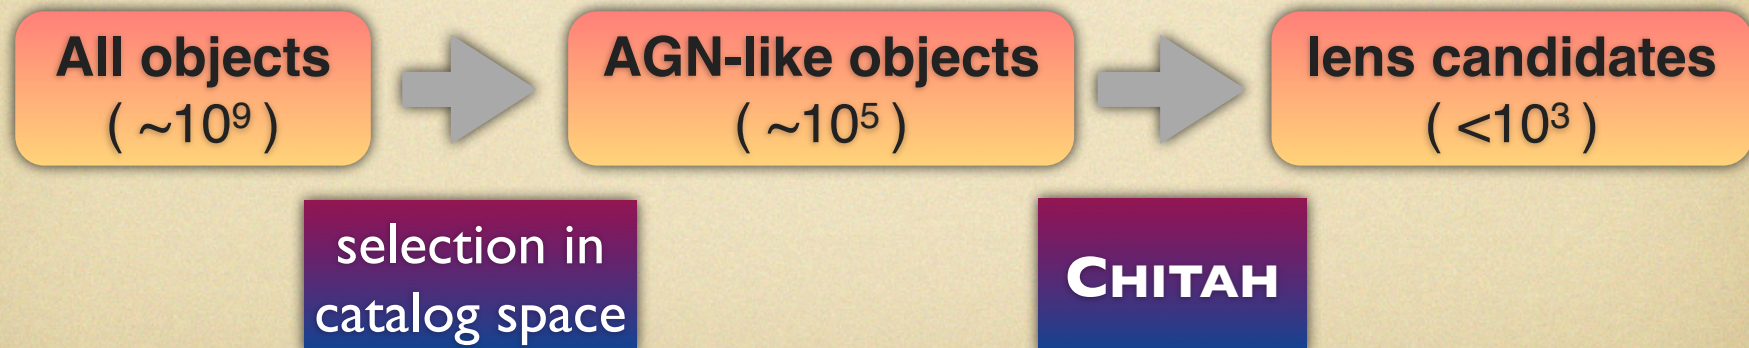 All objects
( ~10⁹ )
AGN-like objects
( ~10⁵ )
lens candidates
( <10³ )
selection in
catalog space
CHITAH